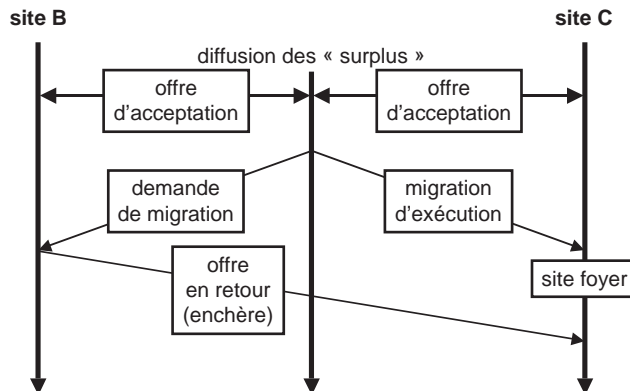 site B
site C
diffusion des « surplus »
offre
d'acceptation
offre
d'acceptation
demande
de migration
migration
d'exécution
offre
en retour
(enchère)
site foyer